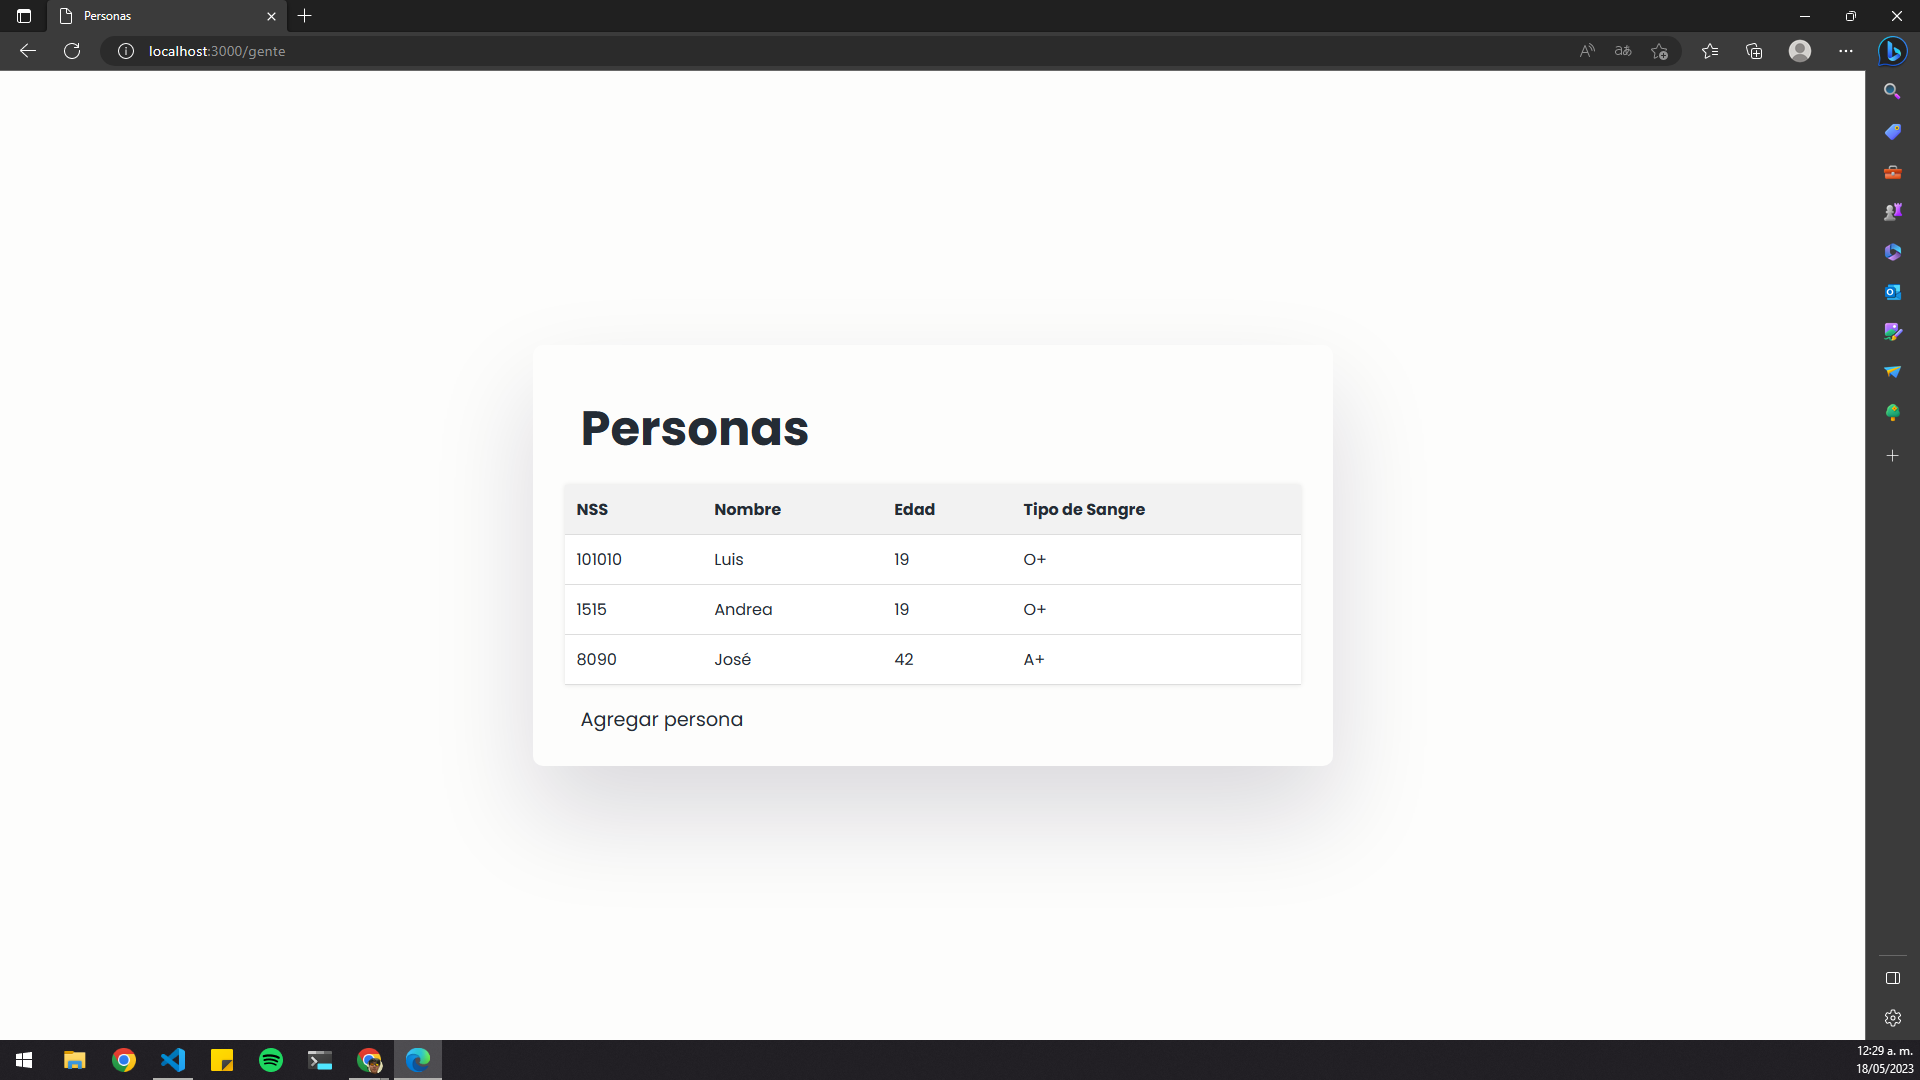 Personas
localhost:3000/gente
Personas
NSS Nombre Edad Tipo de Sangre
101010 Luis 19 O+
1515 Andrea 19 O+
8090 José 42 A+
Agregar persona
12:29 a. m.
18/05/2023